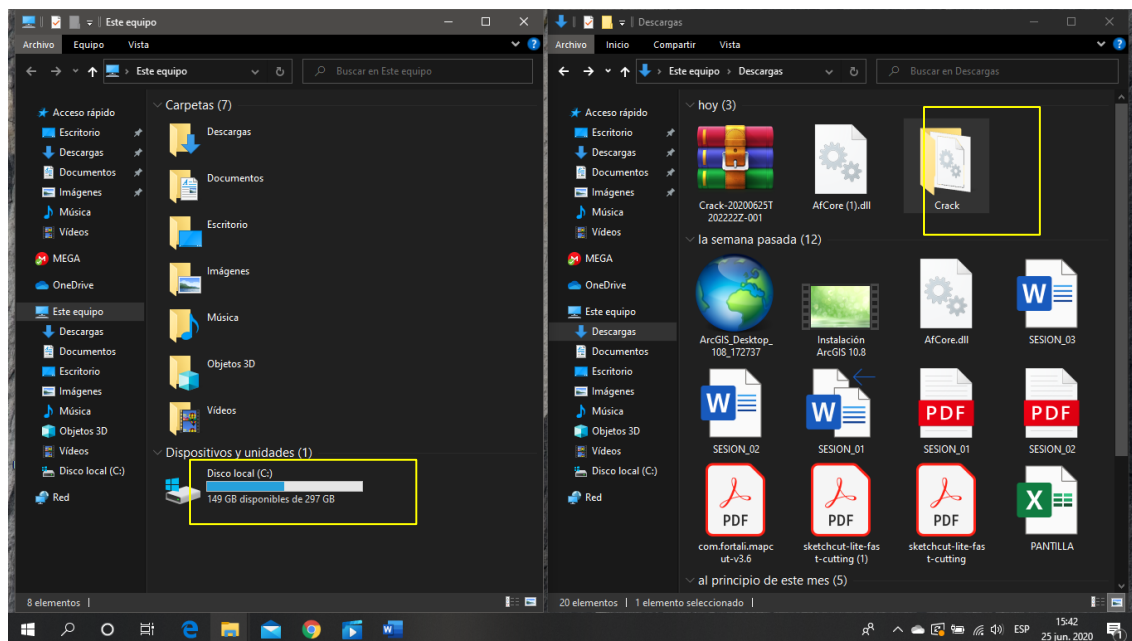 Este equipo
Archivo Equipo Vista
Este equipo
Buscar en Este equipo
Acceso rápido
Escritorio
Descargas
Documentos
Imágenes
Música
Vídeos
MEGA
OneDrive
Este equipo
Descargas
Documentos
Escritorio
Imágenes
Música
Objetos 3D
Vídeos
Disco local (C:)
Red
Carpetas (7)
Descargas
Documentos
Escritorio
Imágenes
Música
Objetos 3D
Vídeos
Dispositivos y unidades (1)
Disco local (C:)
149 GB disponibles de 297 GB
8 elementos
Descargas
Archivo Inicio Compartir Vista
Este equipo Descargas
Buscar en Descargas
Acceso rápido
Escritorio
Descargas
Documentos
Imágenes
Música
Vídeos
MEGA
OneDrive
Este equipo
Descargas
Documentos
Escritorio
Imágenes
Música
Objetos 3D
Vídeos
Disco local (C:)
Red
hoy (3)
Crack-20200625T
202222Z-001
AfCore (1).dll
Crack
la semana pasada (12)
ArcGIS_Desktop_
108_172737
Instalación
ArcGIS 10.8
AfCore.dll
W
SESION_03
W
SESION_02
W
SESION_01
PDF
SESION_01
PDF
SESION_02
PDF
com.fortali.mapc
ut-v3.6
PDF
sketchcut-lite-fas
t-cutting (1)
PDF
sketchcut-lite-fas
t-cutting
X
PANTILLA
al principio de este mes (5)
20 elementos
1 elemento seleccionado
ESP
15:42
25 jun. 2020
1